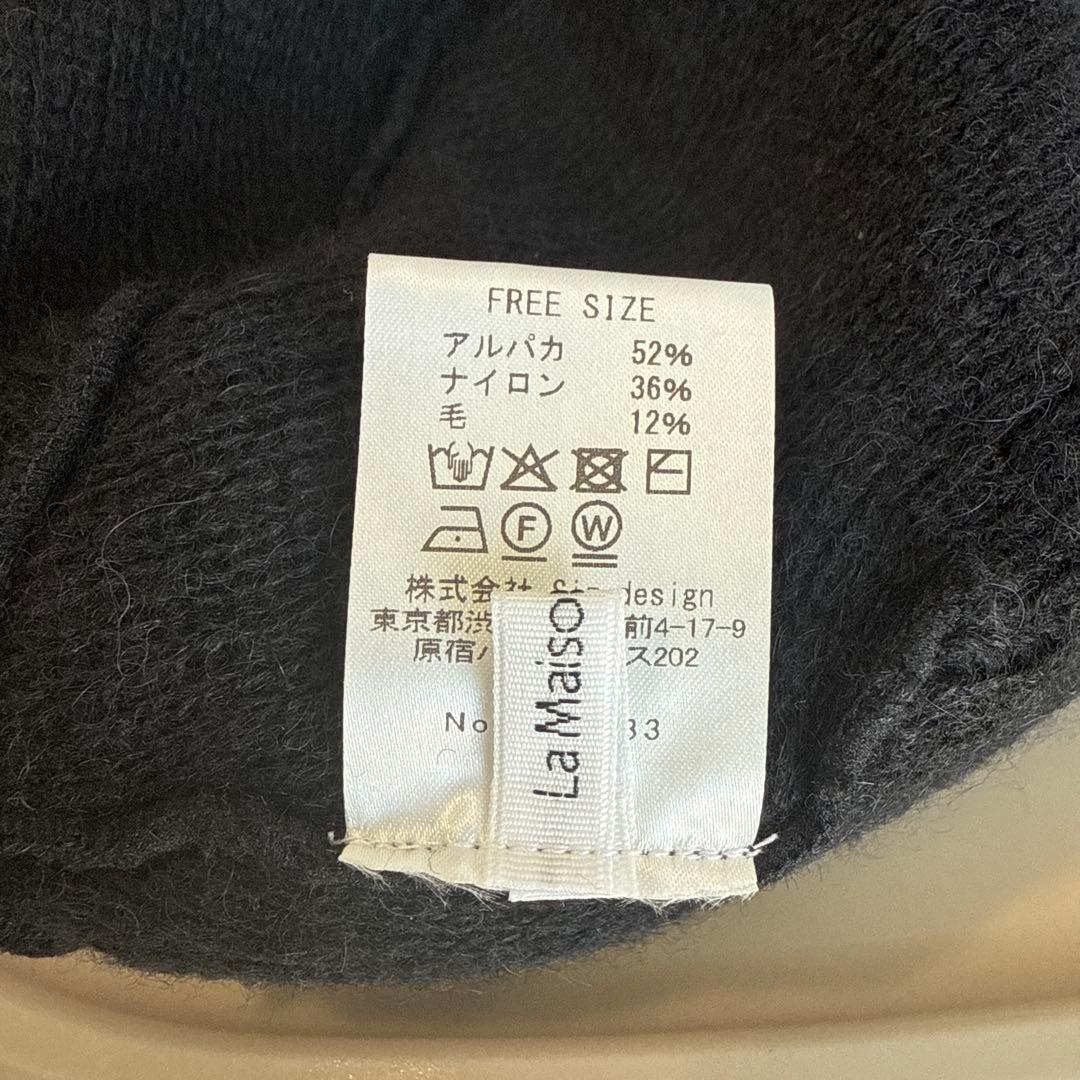 FREE SIZE
アルパカ 52%
ナイロン 36%
毛 12%
F W
株式会社 design
東京都渋 前4-17-9
原宿 ス202
No 33
La Maiso